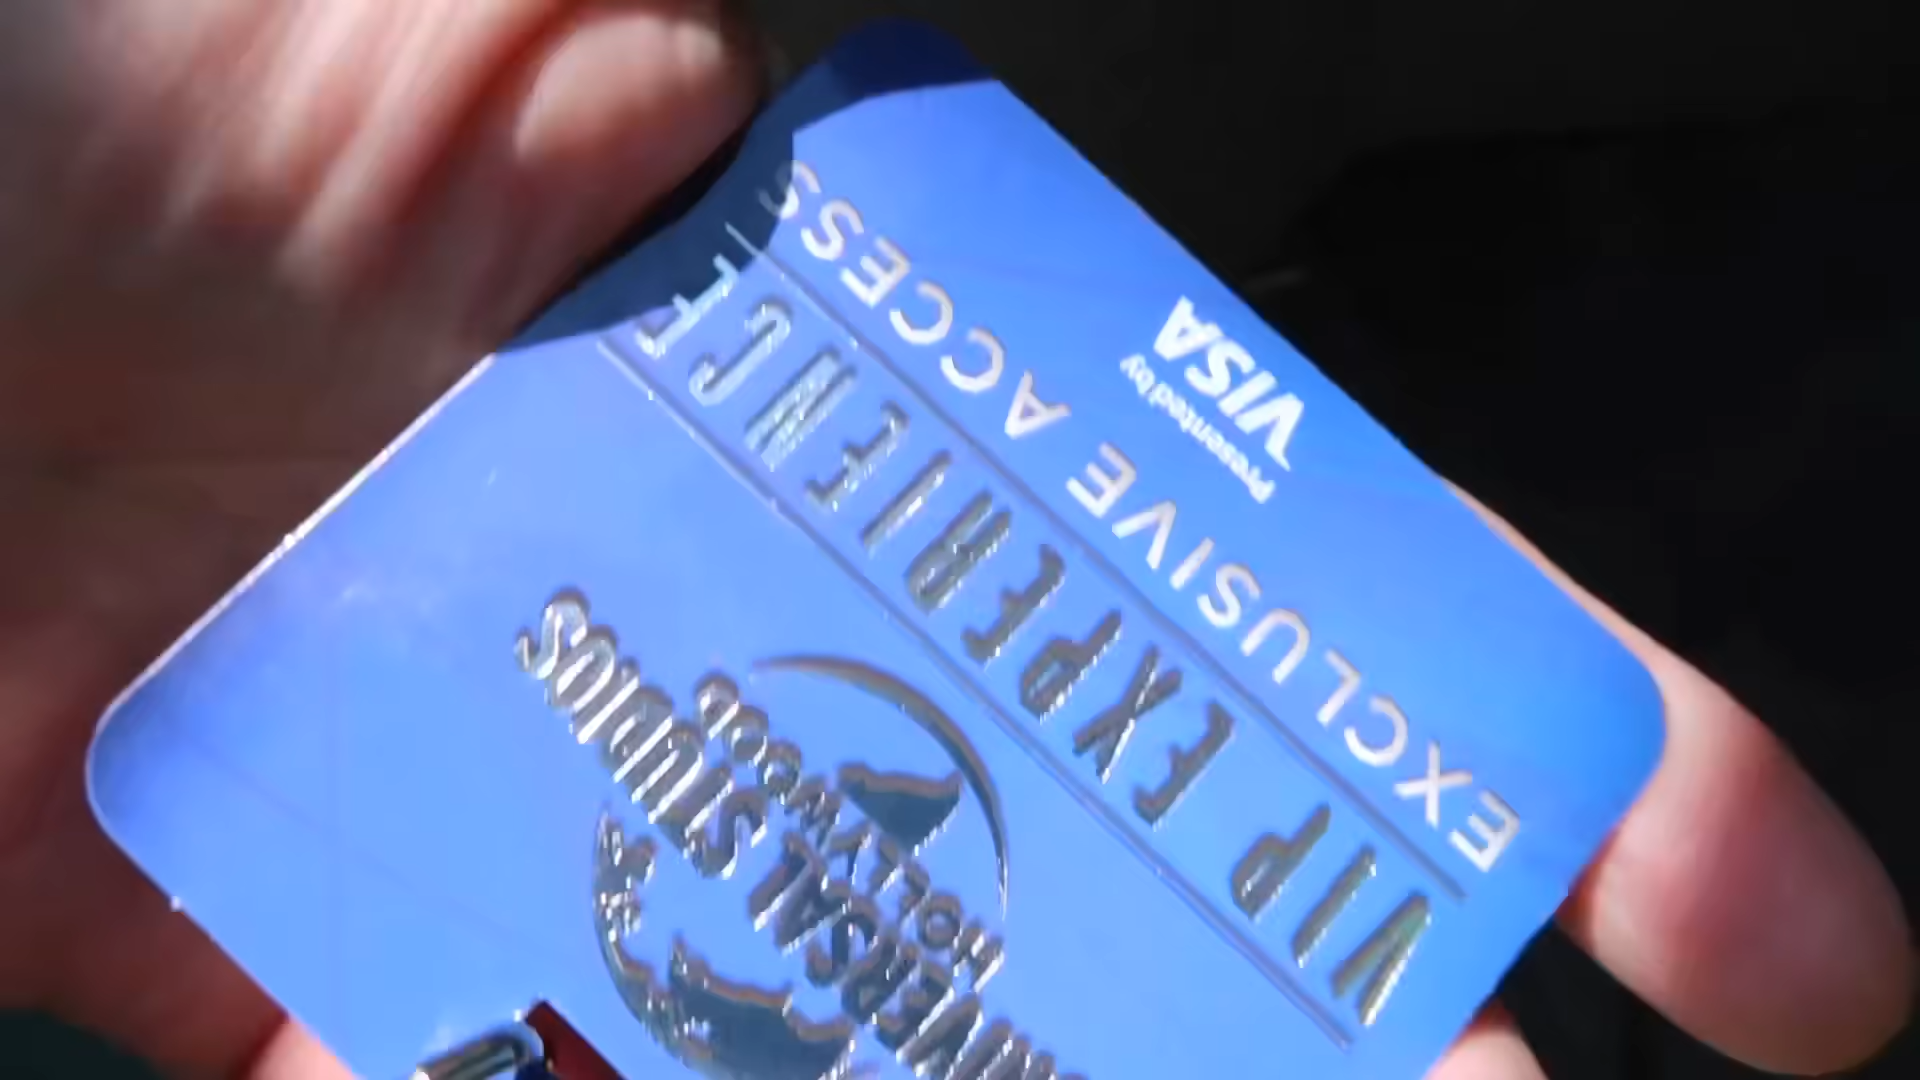 UNIVERSAL STUDIOS
HOLLYWOOD
VIP EXPERIENCE
EXCLUSIVE ACCESS
Presented by
VISA